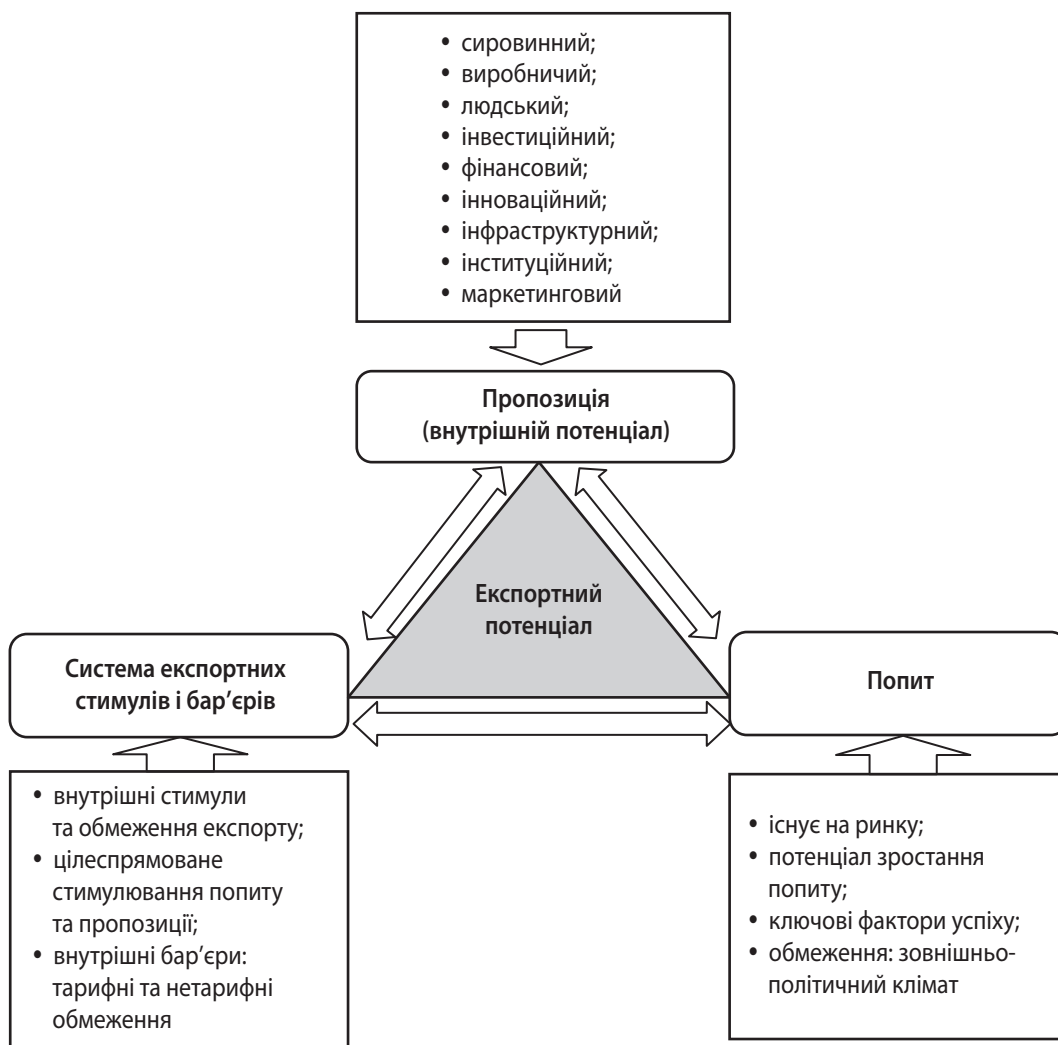 • сировинний;
• виробничий;
• людський;
• інвестиційний;
• фінансовий;
• інноваційний;
• інфраструктурний;
• інституційний;
• маркетинговий
Пропозиція
(внутрішній потенціал)
Експортний
потенціал
Система експортних
стимулів і бар’єрів
Попит
• внутрішні стимули
та обмеження експорту;
• цілеспрямоване
стимулювання попиту
та пропозиції;
• внутрішні бар’єри:
тарифні та нетарифні
обмеження
• існує на ринку;
• потенціал зростання
попиту;
• ключові фактори успіху;
• обмеження: зовнішньо-
політичний клімат